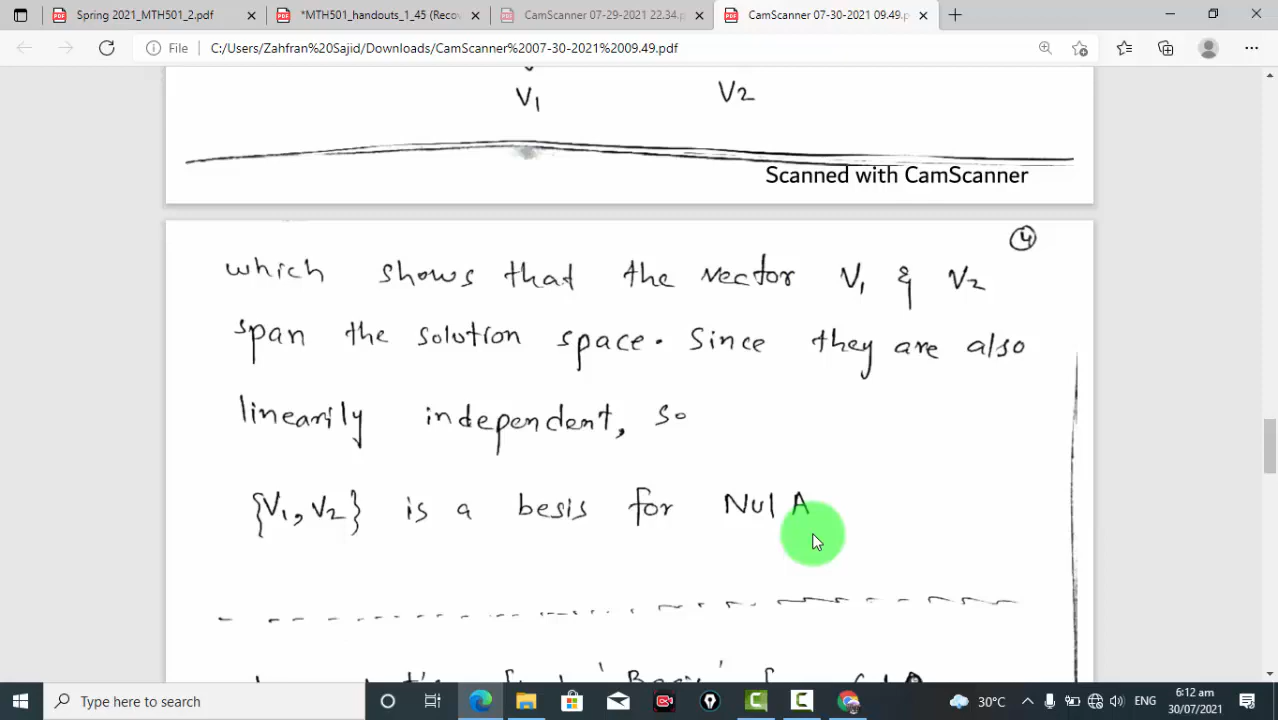 Spring 2021_MTH501_2.pdf
*MTH501_handouts_1_45 (Recov
CamScanner 07-29-2021 22.34.p
CamScanner 07-30-2021 09.49.p
File C:/Users/Zahfran%20Sajid/Downloads/CamScanner%2007-30-2021%2009.49.pdf
V1 V2
Scanned with CamScanner
4
which shows that the vector V1 & V2
span the solution space. Since they are also
linearily independent, so
{V1, V2} is a besis for Nul A
Type here to search
30°C
ENG
6:12 am
30/07/2021